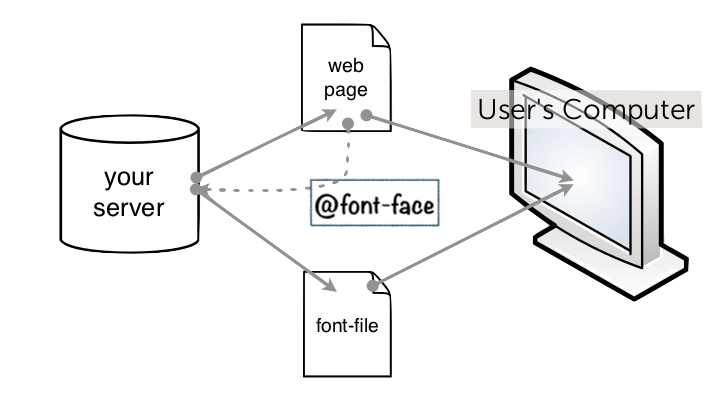 web
page
User's Computer
your
server
@font-face
font-file